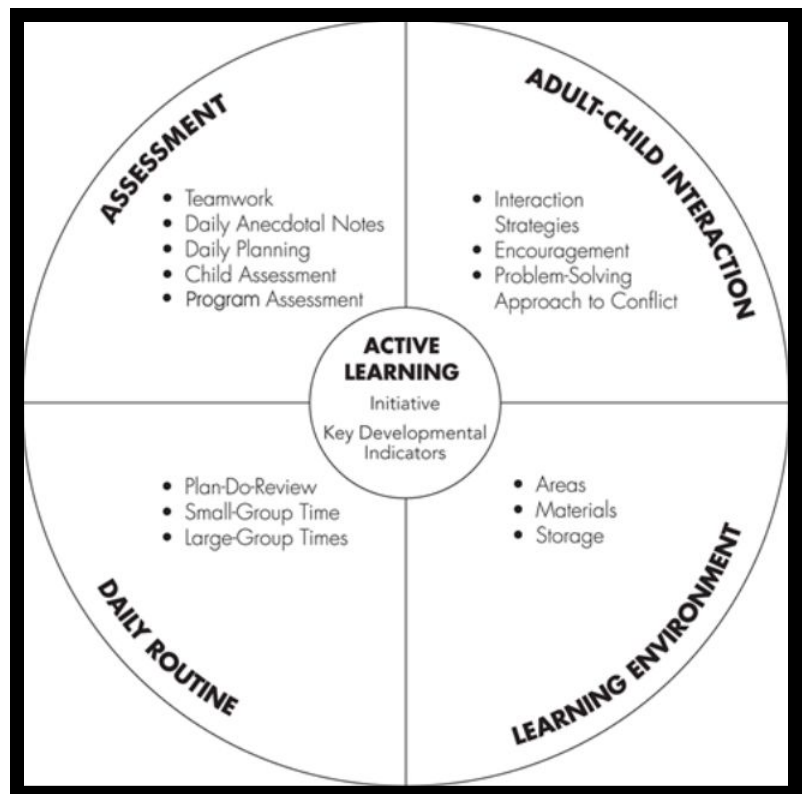 ASSESSMENT
• Teamwork
• Daily Anecdotal Notes
• Daily Planning
• Child Assessment
• Program Assessment
ADULT-CHILD INTERACTION
• Interaction
Strategies
• Encouragement
• Problem-Solving
Approach to Conflict
ACTIVE
LEARNING
Initiative
Key Developmental
Indicators
• Plan-Do-Review
• Small-Group Time
• Large-Group Times
DAILY ROUTINE
• Areas
• Materials
• Storage
LEARNING ENVIRONMENT